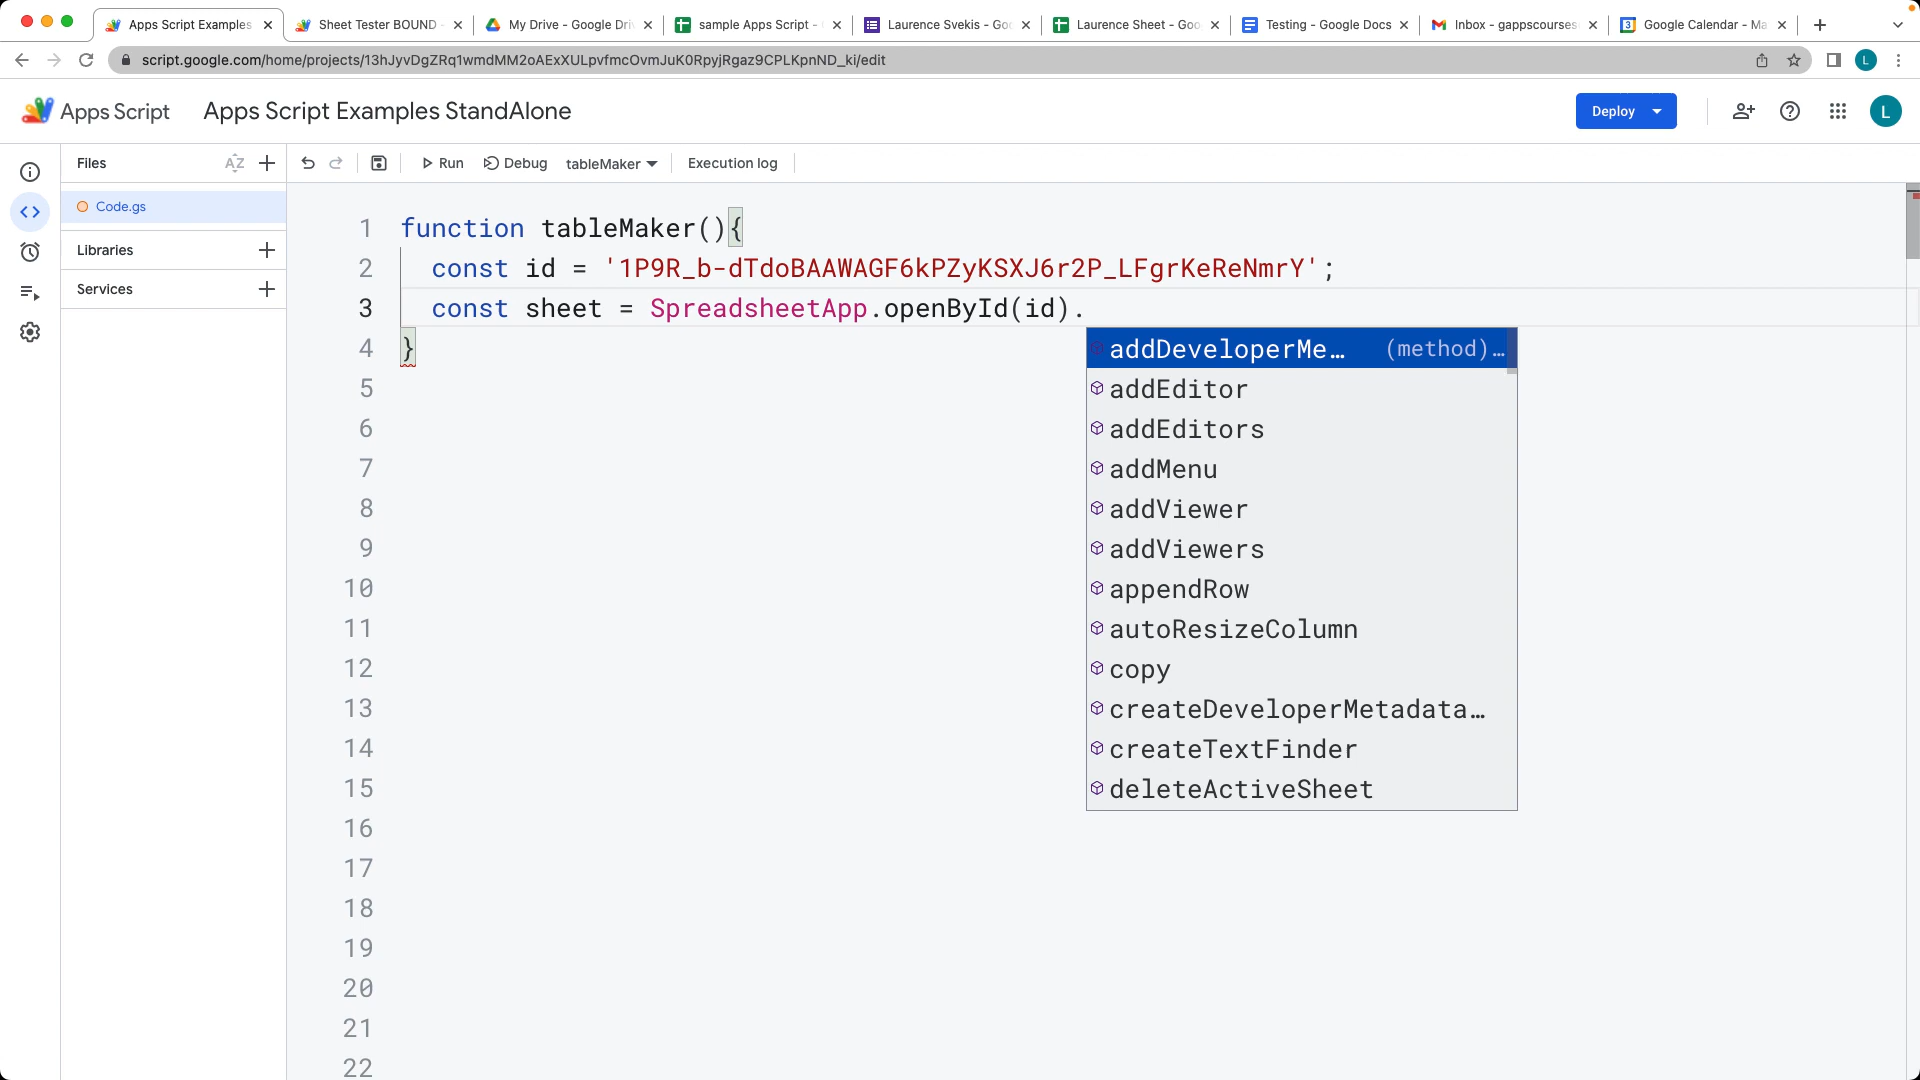 Apps Script Examples
Sheet Tester BOUND -
My Drive - Google Dri
sample Apps Script -
Laurence Svekis - Go
Laurence Sheet - Goo
Testing - Google Docs
Inbox - gappscourses
Google Calendar - Ma
script.google.com/home/projects/13hJyvDgZRq1wmdMM2oAExXULpvfmcOvmJuK0RpyjRgaz9CPLKpnND_ki/edit
L
Apps Script
Apps Script Examples StandAlone
Deploy
L
Files
AZ
Run
Debug
tableMaker
Execution log
Code.gs
Libraries
Services
1 function tableMaker(){
2 const id = '1P9R_b-dTdoBAAWAGF6kPZyKSXJ6r2P_LFgrKeReNmrY';
3 const sheet = SpreadsheetApp.openById(id).
4 }
addDeveloperMe… (method)…
5
addEditor
6
addEditors
7
addMenu
8
addViewer
9
addViewers
10
appendRow
11
autoResizeColumn
12
copy
13
createDeveloperMetadata…
14
createTextFinder
15
deleteActiveSheet
16
17
18
19
20
21
22